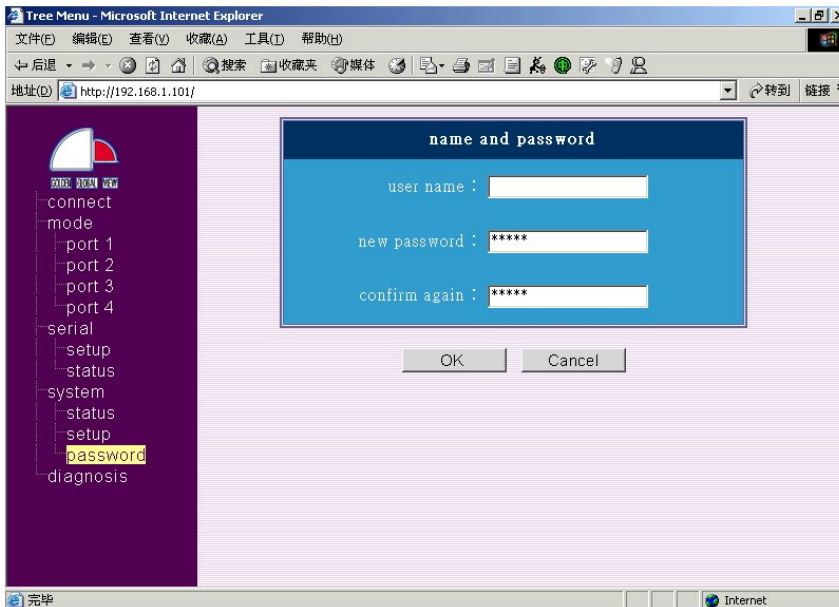 Tree Menu - Microsoft Internet Explorer
文件(F) 编辑(E) 查看(V) 收藏(A) 工具(T) 帮助(H)
后退 搜索 收藏夹 媒体
地址(D) http://192.168.1.101/ 转到 链接
GOLDEN GLOBAL VIEW
connect
mode
port 1
port 2
port 3
port 4
serial
setup
status
system
status
setup
password
diagnosis
name and password
user name：
new password： *****
confirm again： *****
OK Cancel
完毕 Internet